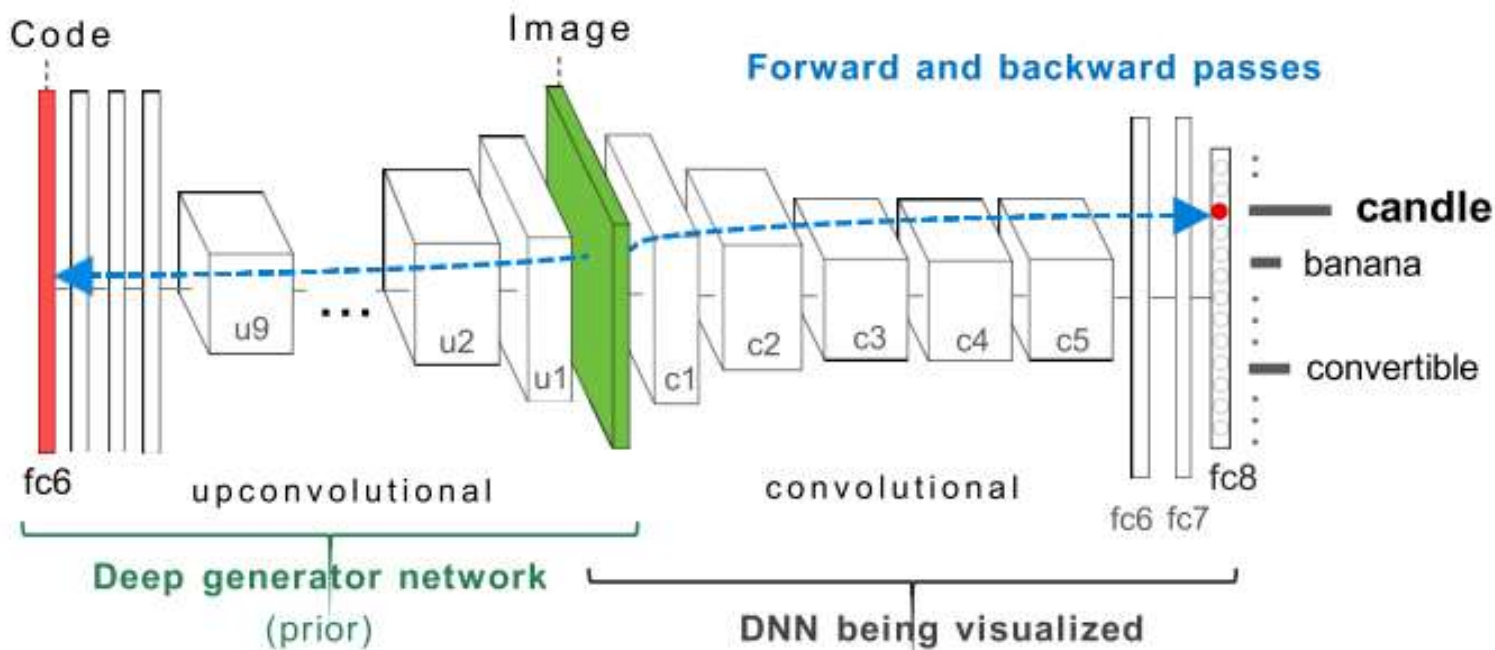 Code
Image
Forward and backward passes
candle
banana
convertible
u9
...
u2
u1
c1
c2
c3
c4
c5
fc6
upconvolutional
convolutional
fc8
fc6 fc7
Deep generator network
(prior)
DNN being visualized